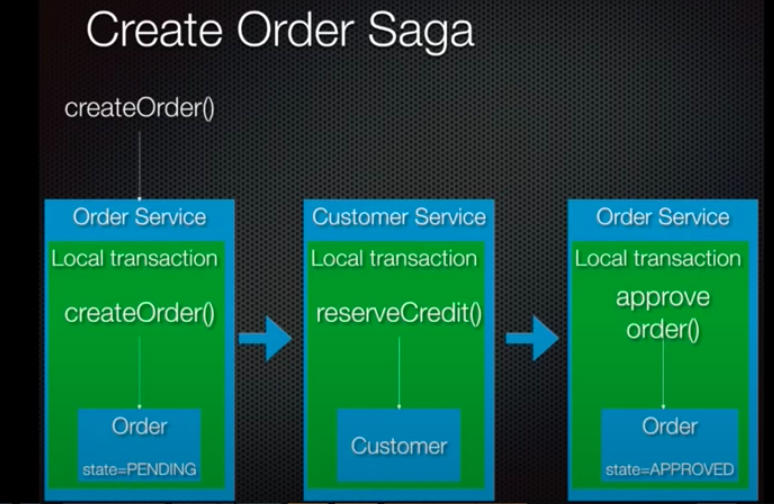 Create Order Saga
createOrder()
Order Service
Local transaction
createOrder()
Order
state=PENDING
Customer Service
Local transaction
reserveCredit()
Customer
Order Service
Local transaction
approve
order()
Order
state=APPROVED